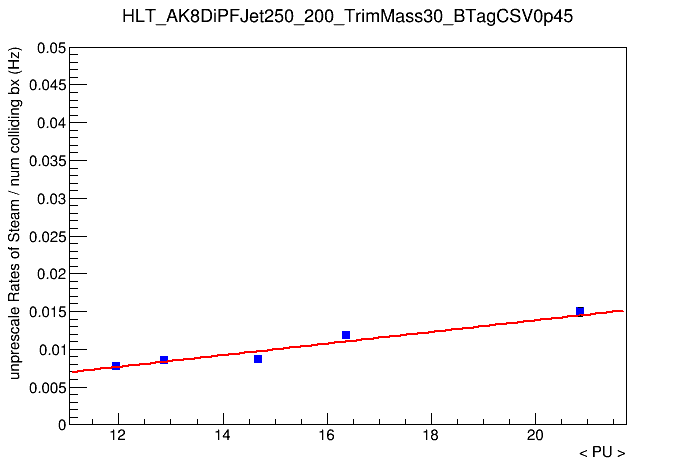 HLT_AK8DiPFJet250_200_TrimMass30_BTagCSV0p45
unprescale Rates of Steam / num colliding bx (Hz)
0.05
0.045
0.04
0.035
0.03
0.025
0.02
0.015
0.01
0.005
0
12 14 16 18 20
< PU >